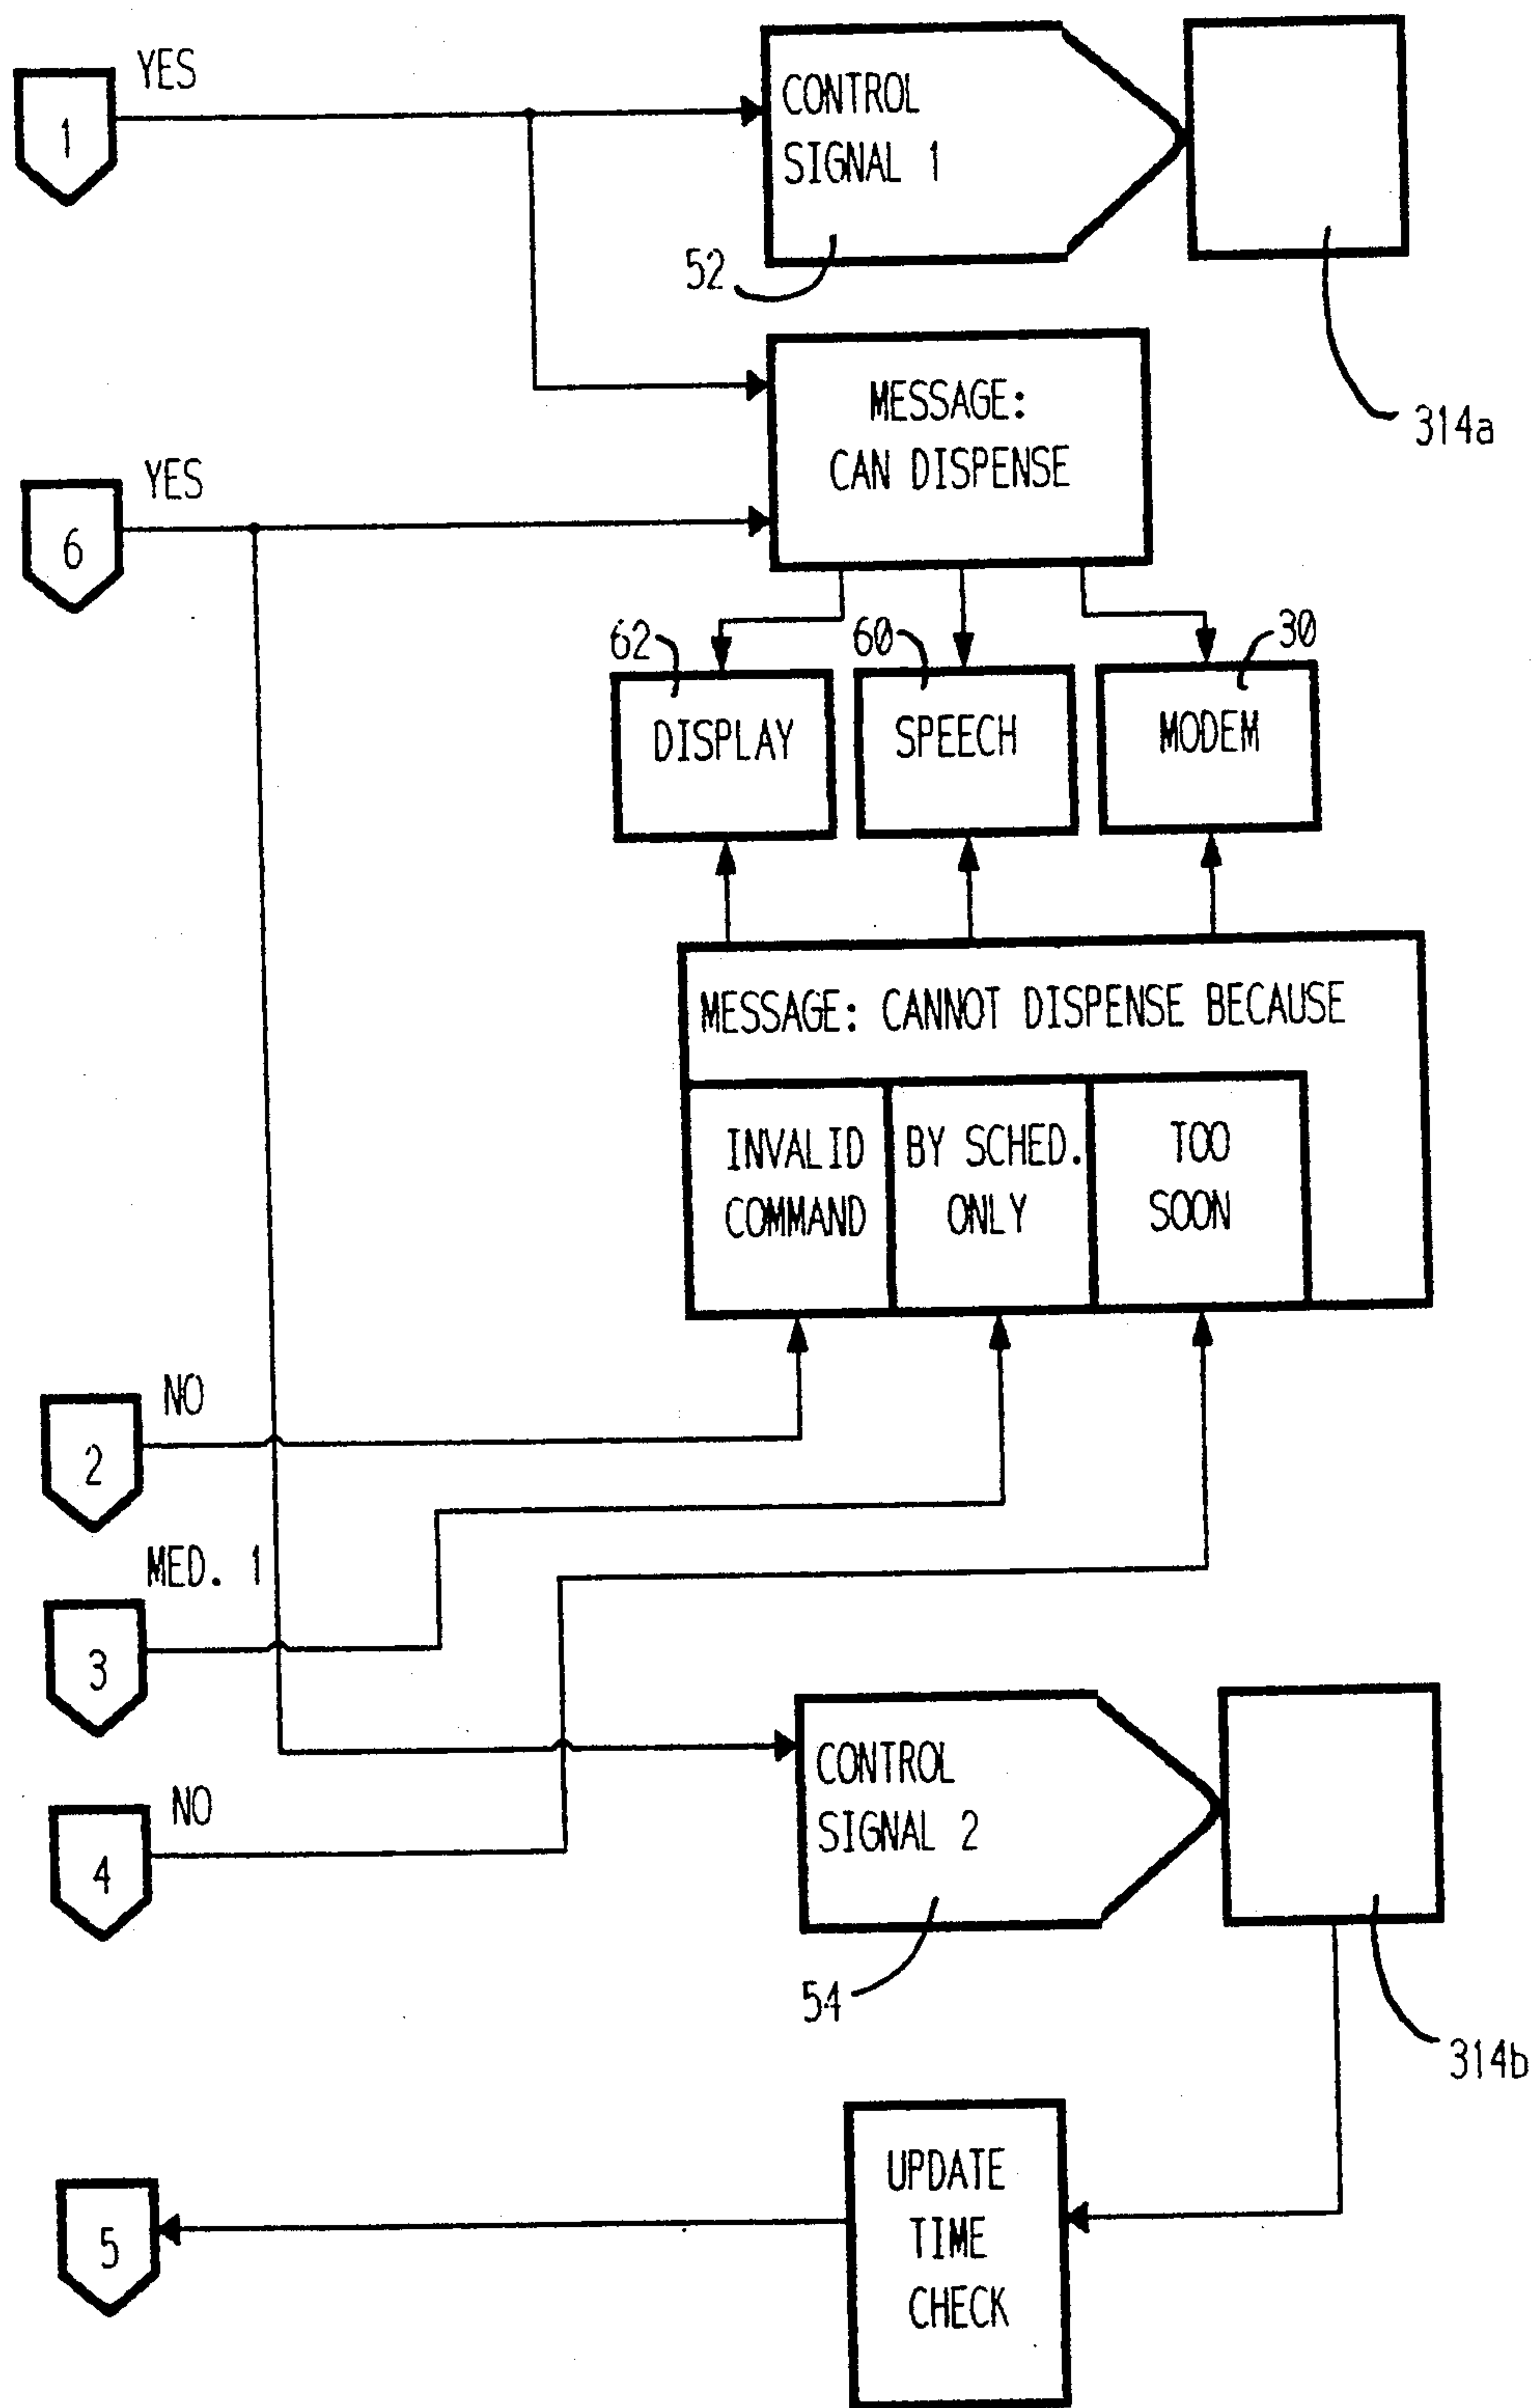 YES
1
CONTROL
SIGNAL 1
52
314a
MESSAGE:
CAN DISPENSE
YES
6
62
60
30
DISPLAY
SPEECH
MODEM
MESSAGE: CANNOT DISPENSE BECAUSE
INVALID
COMMAND
BY SCHED.
ONLY
TOO
SOON
NO
2
MED. 1
3
NO
4
CONTROL
SIGNAL 2
54
314b
UPDATE
TIME
CHECK
5